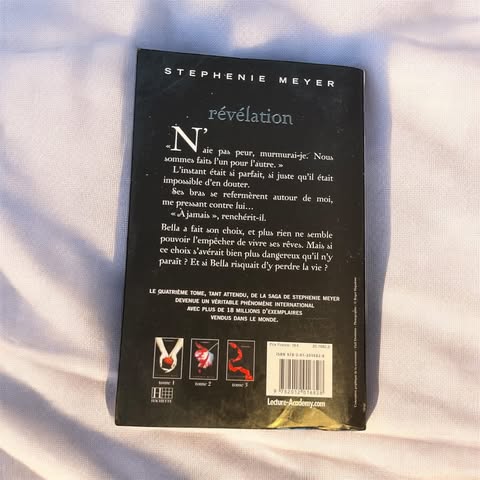 STEPHENIE MEYER
révélation
« N'aie pas peur, murmurai-je. Nous
sommes faits l'un pour l'autre. »
L'instant était si parfait, si juste qu'il était
impossible d'en douter.
Ses bras se refermèrent autour de moi,
me pressant contre lui...
« À jamais », renchérit-il.
Bella a fait son choix, et plus rien ne semble
pouvoir l'empêcher de vivre ses rêves. Mais si
ce choix s'avérait bien plus dangereux qu'il n'y
paraît ? Et si Bella risquait d'y perdre la vie ?
LE QUATRIÈME TOME, TANT ATTENDU, DE LA SAGA DE STEPHENIE MEYER
DEVENUE UN VÉRITABLE PHÉNOMÈNE INTERNATIONAL
AVEC PLUS DE 18 MILLIONS D'EXEMPLAIRES
VENDUS DANS LE MONDE.
tome 1
tome 2
tome 3
HACHETTE
Lecture-Academy.com